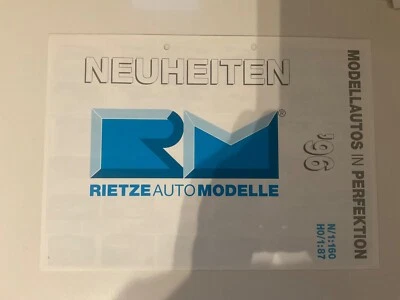 NEUHEITEN
RM®
RIETZE AUTO MODELLE
MODELLAUTOS IN PERFEKTION
'96
N/1:160
H0/1:87